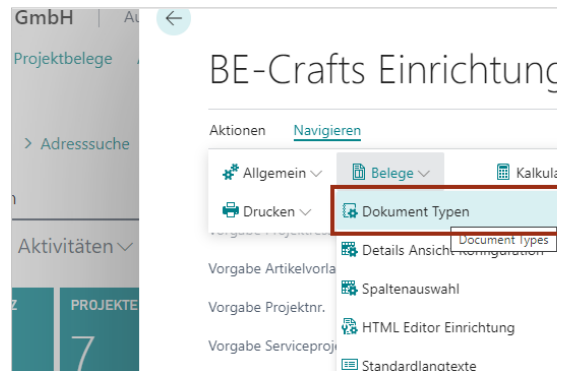 GmbH
Projektbelege
BE-Crafts Einrichtung
Aktionen Navigieren
> Adresssuche
Allgemein Belege
Drucken Dokument Typen
Aktivitäten
Document Types
Details Ansicht
Vorgabe Artikelvorla
Spaltenauswahl
PROJEKTE
Vorgabe Projektnr.
HTML Editor Einrichtung
7
Vorgabe Serviceproje
Standardlangtexte